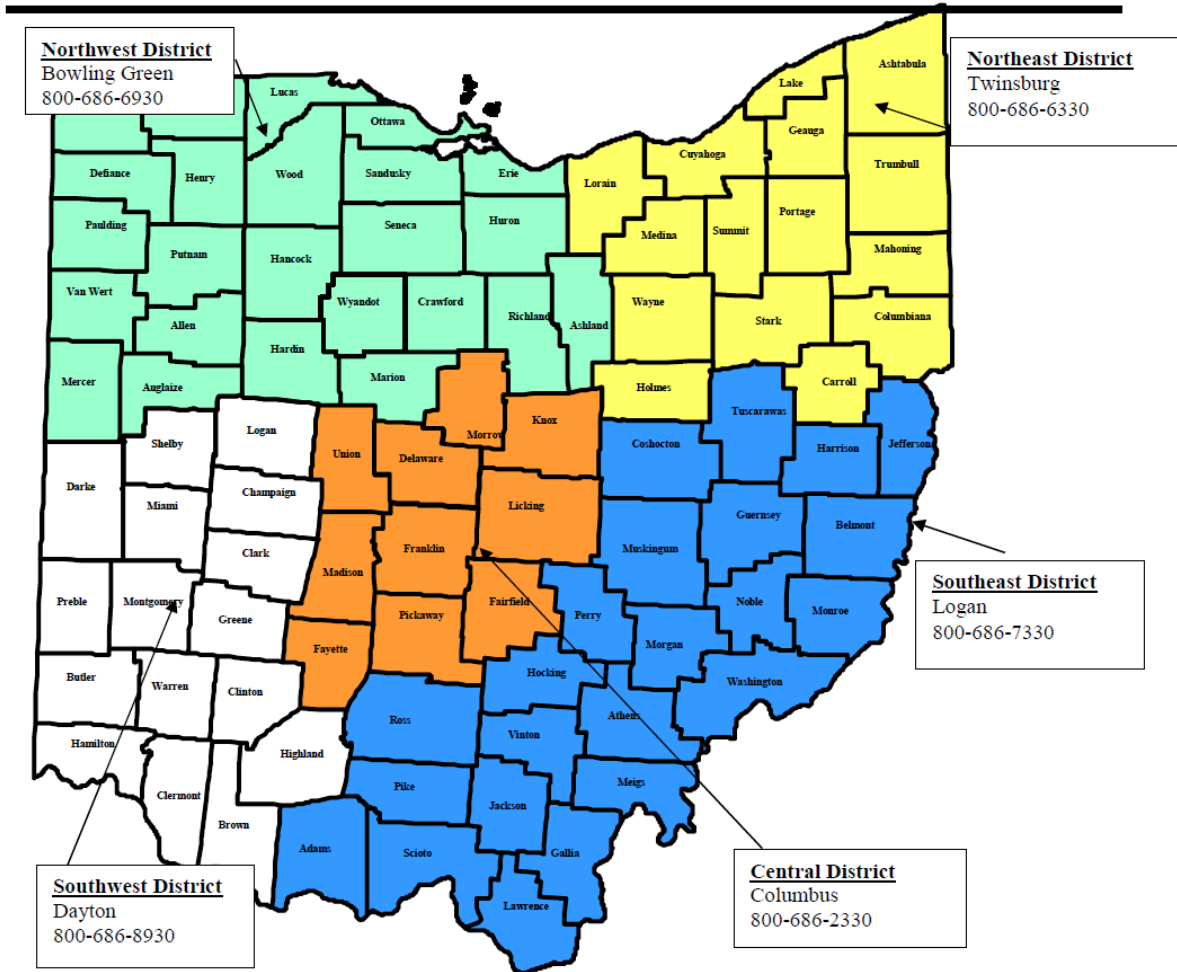 Northwest District
Bowling Green
800-686-6930
Northeast District
Twinsburg
800-686-6330
Lucas
Ottawa
Lake
Ashtabula
Geauga
Cuyahoga
Defiance
Henry
Wood
Sandusky
Erie
Lorain
Trumbull
Paulding
Seneca
Huron
Medina
Summit
Portage
Putnam
Hancock
Mahoning
Van Wert
Allen
Wyandot
Crawford
Richland
Ashland
Wayne
Stark
Columbiana
Mercer
Auglaize
Hardin
Marion
Holmes
Carroll
Shelby
Logan
Union
Delaware
Morrow
Knox
Coshocton
Tuscarawas
Harrison
Jefferson
Darke
Miami
Champaign
Licking
Guernsey
Belmont
Clark
Madison
Franklin
Muskingum
Preble
Montgomery
Greene
Pickaway
Fairfield
Perry
Noble
Monroe
Morgan
Southeast District
Logan
800-686-7330
Butler
Warren
Clinton
Fayette
Hocking
Washington
Hamilton
Highland
Ross
Vinton
Athens
Clermont
Brown
Pike
Jackson
Meigs
Adams
Scioto
Gallia
Lawrence
Southwest District
Dayton
800-686-8930
Central District
Columbus
800-686-2330